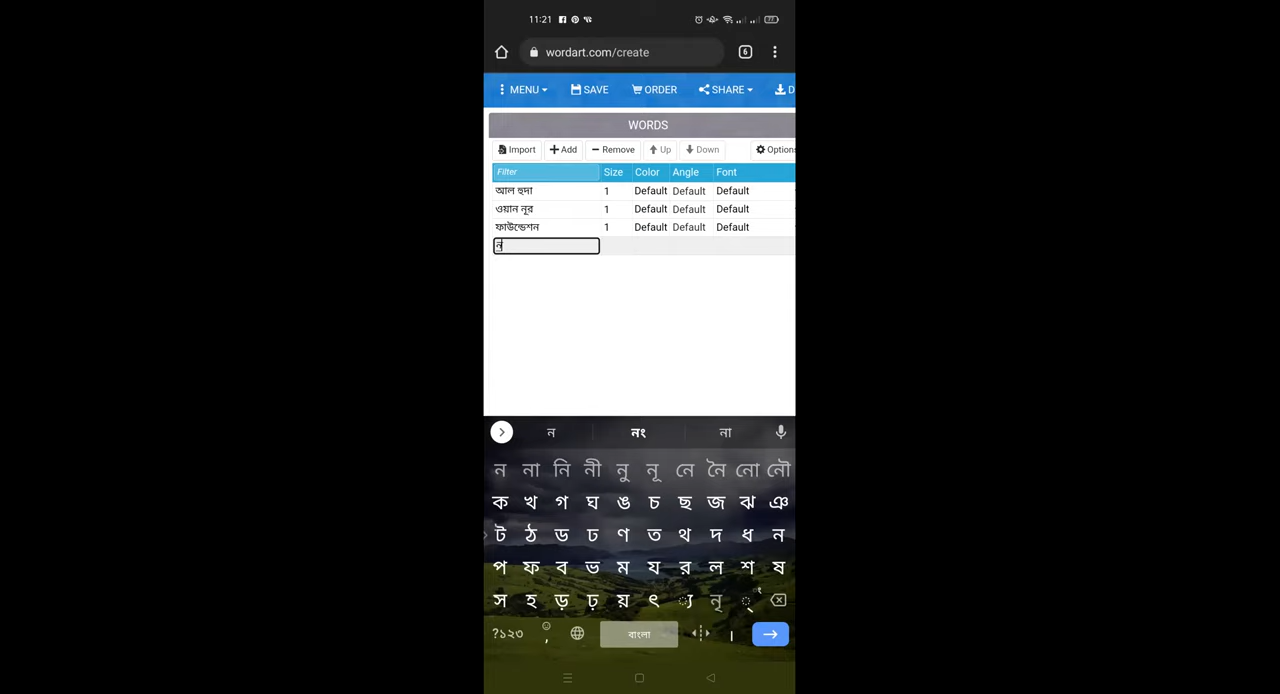 11:21
77
wordart.com/create
6
MENU SAVE ORDER SHARE D
WORDS
Import Add Remove Up Down Options
Filter Size Color Angle Font
আল হুদা 1 Default Default Default
ওয়ান নূর 1 Default Default Default
ফাউন্ডেশন 1 Default Default Default
ন
ন নং না
ন না নি নী নু নূ নে নৈ নো নৌ
ক খ গ ঘ ঙ চ ছ জ ঝ ঞ
ট ঠ ড ঢ ণ ত থ দ ধ ন
প ফ ব ভ ম য র ল শ ষ
স হ ড় ঢ় য় ৎ ্য নৃ ্
?১২৩ , বাংলা ।